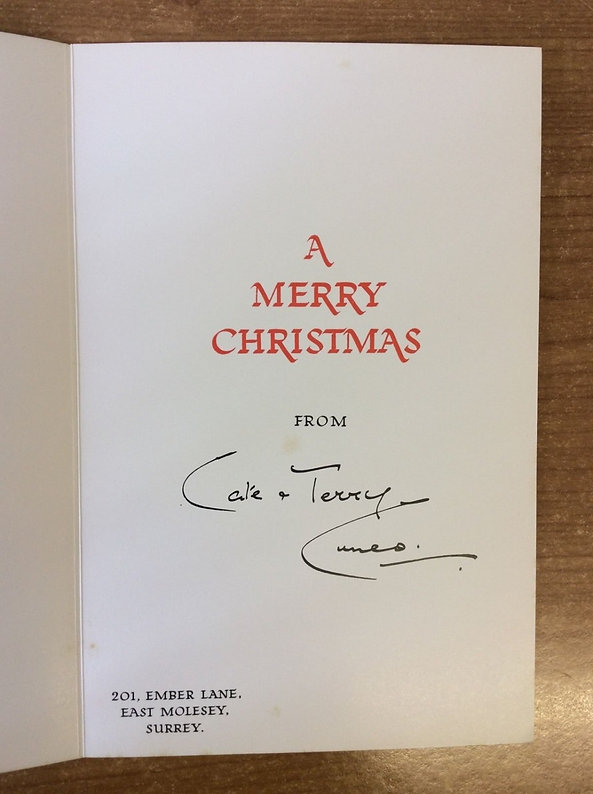 A
MERRY
CHRISTMAS
FROM
Cate + Terry
Cuneo.
201, EMBER LANE,
EAST MOLESEY,
SURREY.